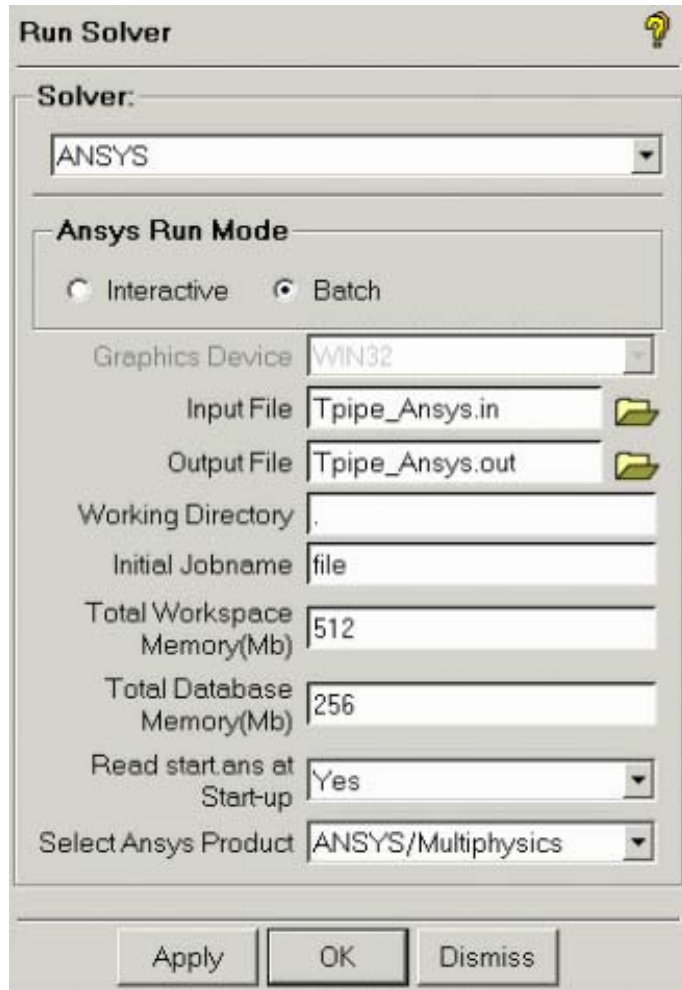 Run Solver
Solver:
ANSYS
Ansys Run Mode
Interactive Batch
Graphics Device WIN32
Input File Tpipe_Ansys.in
Output File Tpipe_Ansys.out
Working Directory .
Initial Jobname file
Total Workspace
Memory(Mb) 512
Total Database
Memory(Mb) 256
Read start.ans at
Start-up Yes
Select Ansys Product ANSYS/Multiphysics
Apply OK Dismiss